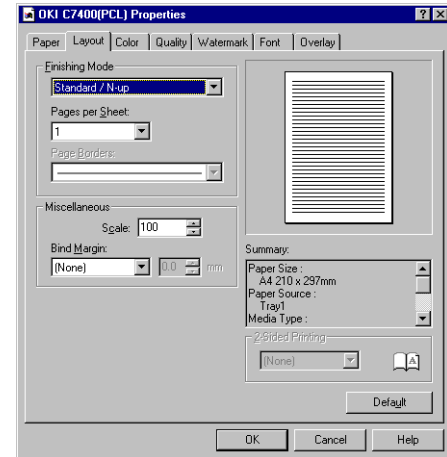 OKI C7400(PCL) Properties
Paper Layout Color Quality Watermark Font Overlay
Finishing Mode
Standard / N-up
Pages per Sheet:
1
Page Borders:
Miscellaneous
Scale: 100
Bind Margin:
(None) 0.0 mm
Summary:
Paper Size :
A4 210 x 297mm
Paper Source :
Tray1
Media Type :
2-Sided Printing
(None) A
Default
OK Cancel Help